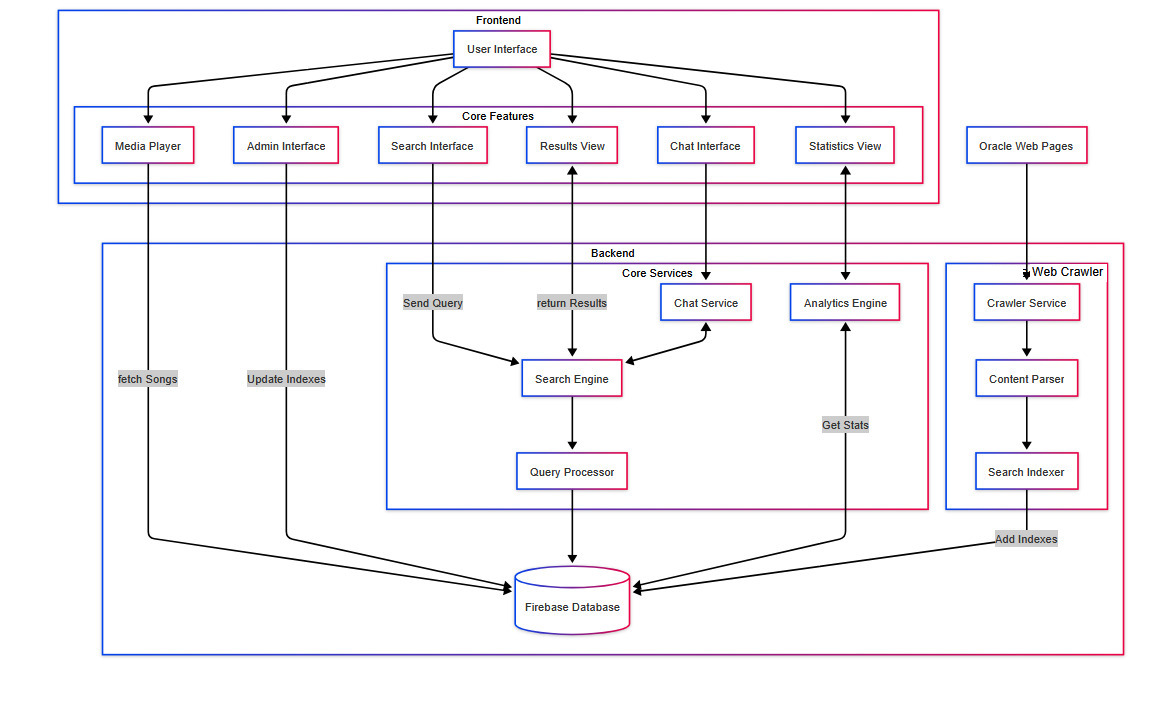 Frontend
User Interface
Core Features
Media Player
Admin Interface
Search Interface
Results View
Chat Interface
Statistics View
Oracle Web Pages
Backend
Core Services
Web Crawler
Send Query
return Results
Chat Service
Analytics Engine
Crawler Service
fetch Songs
Update Indexes
Search Engine
Content Parser
Get Stats
Query Processor
Search Indexer
Add Indexes
Firebase Database